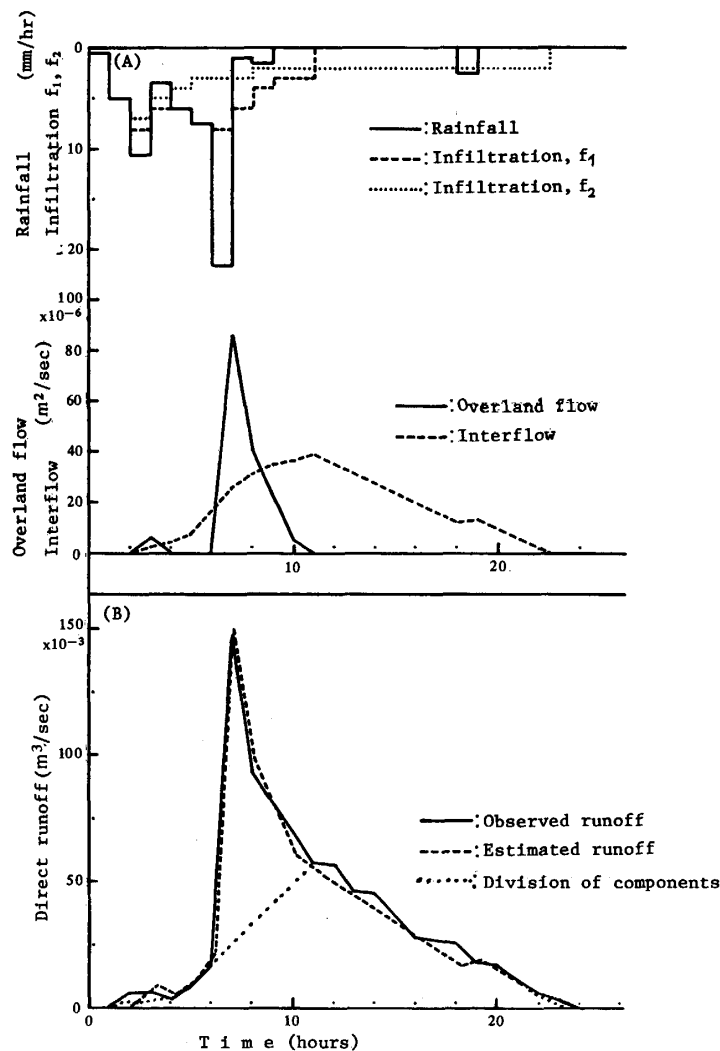 (mm/hr)
Rainfall
Infiltration f1, f2
0
10
20
(A)
:Rainfall
:Infiltration, f1
:Infiltration, f2
100
x10-6
80
60
40
20
0
Overland flow
Interflow (m2/sec)
:Overland flow
:Interflow
10
20
(B)
150
x10-3
100
50
0
Direct runoff(m3/sec)
:Observed runoff
:Estimated runoff
:Division of components
0
10
20
Time (hours)